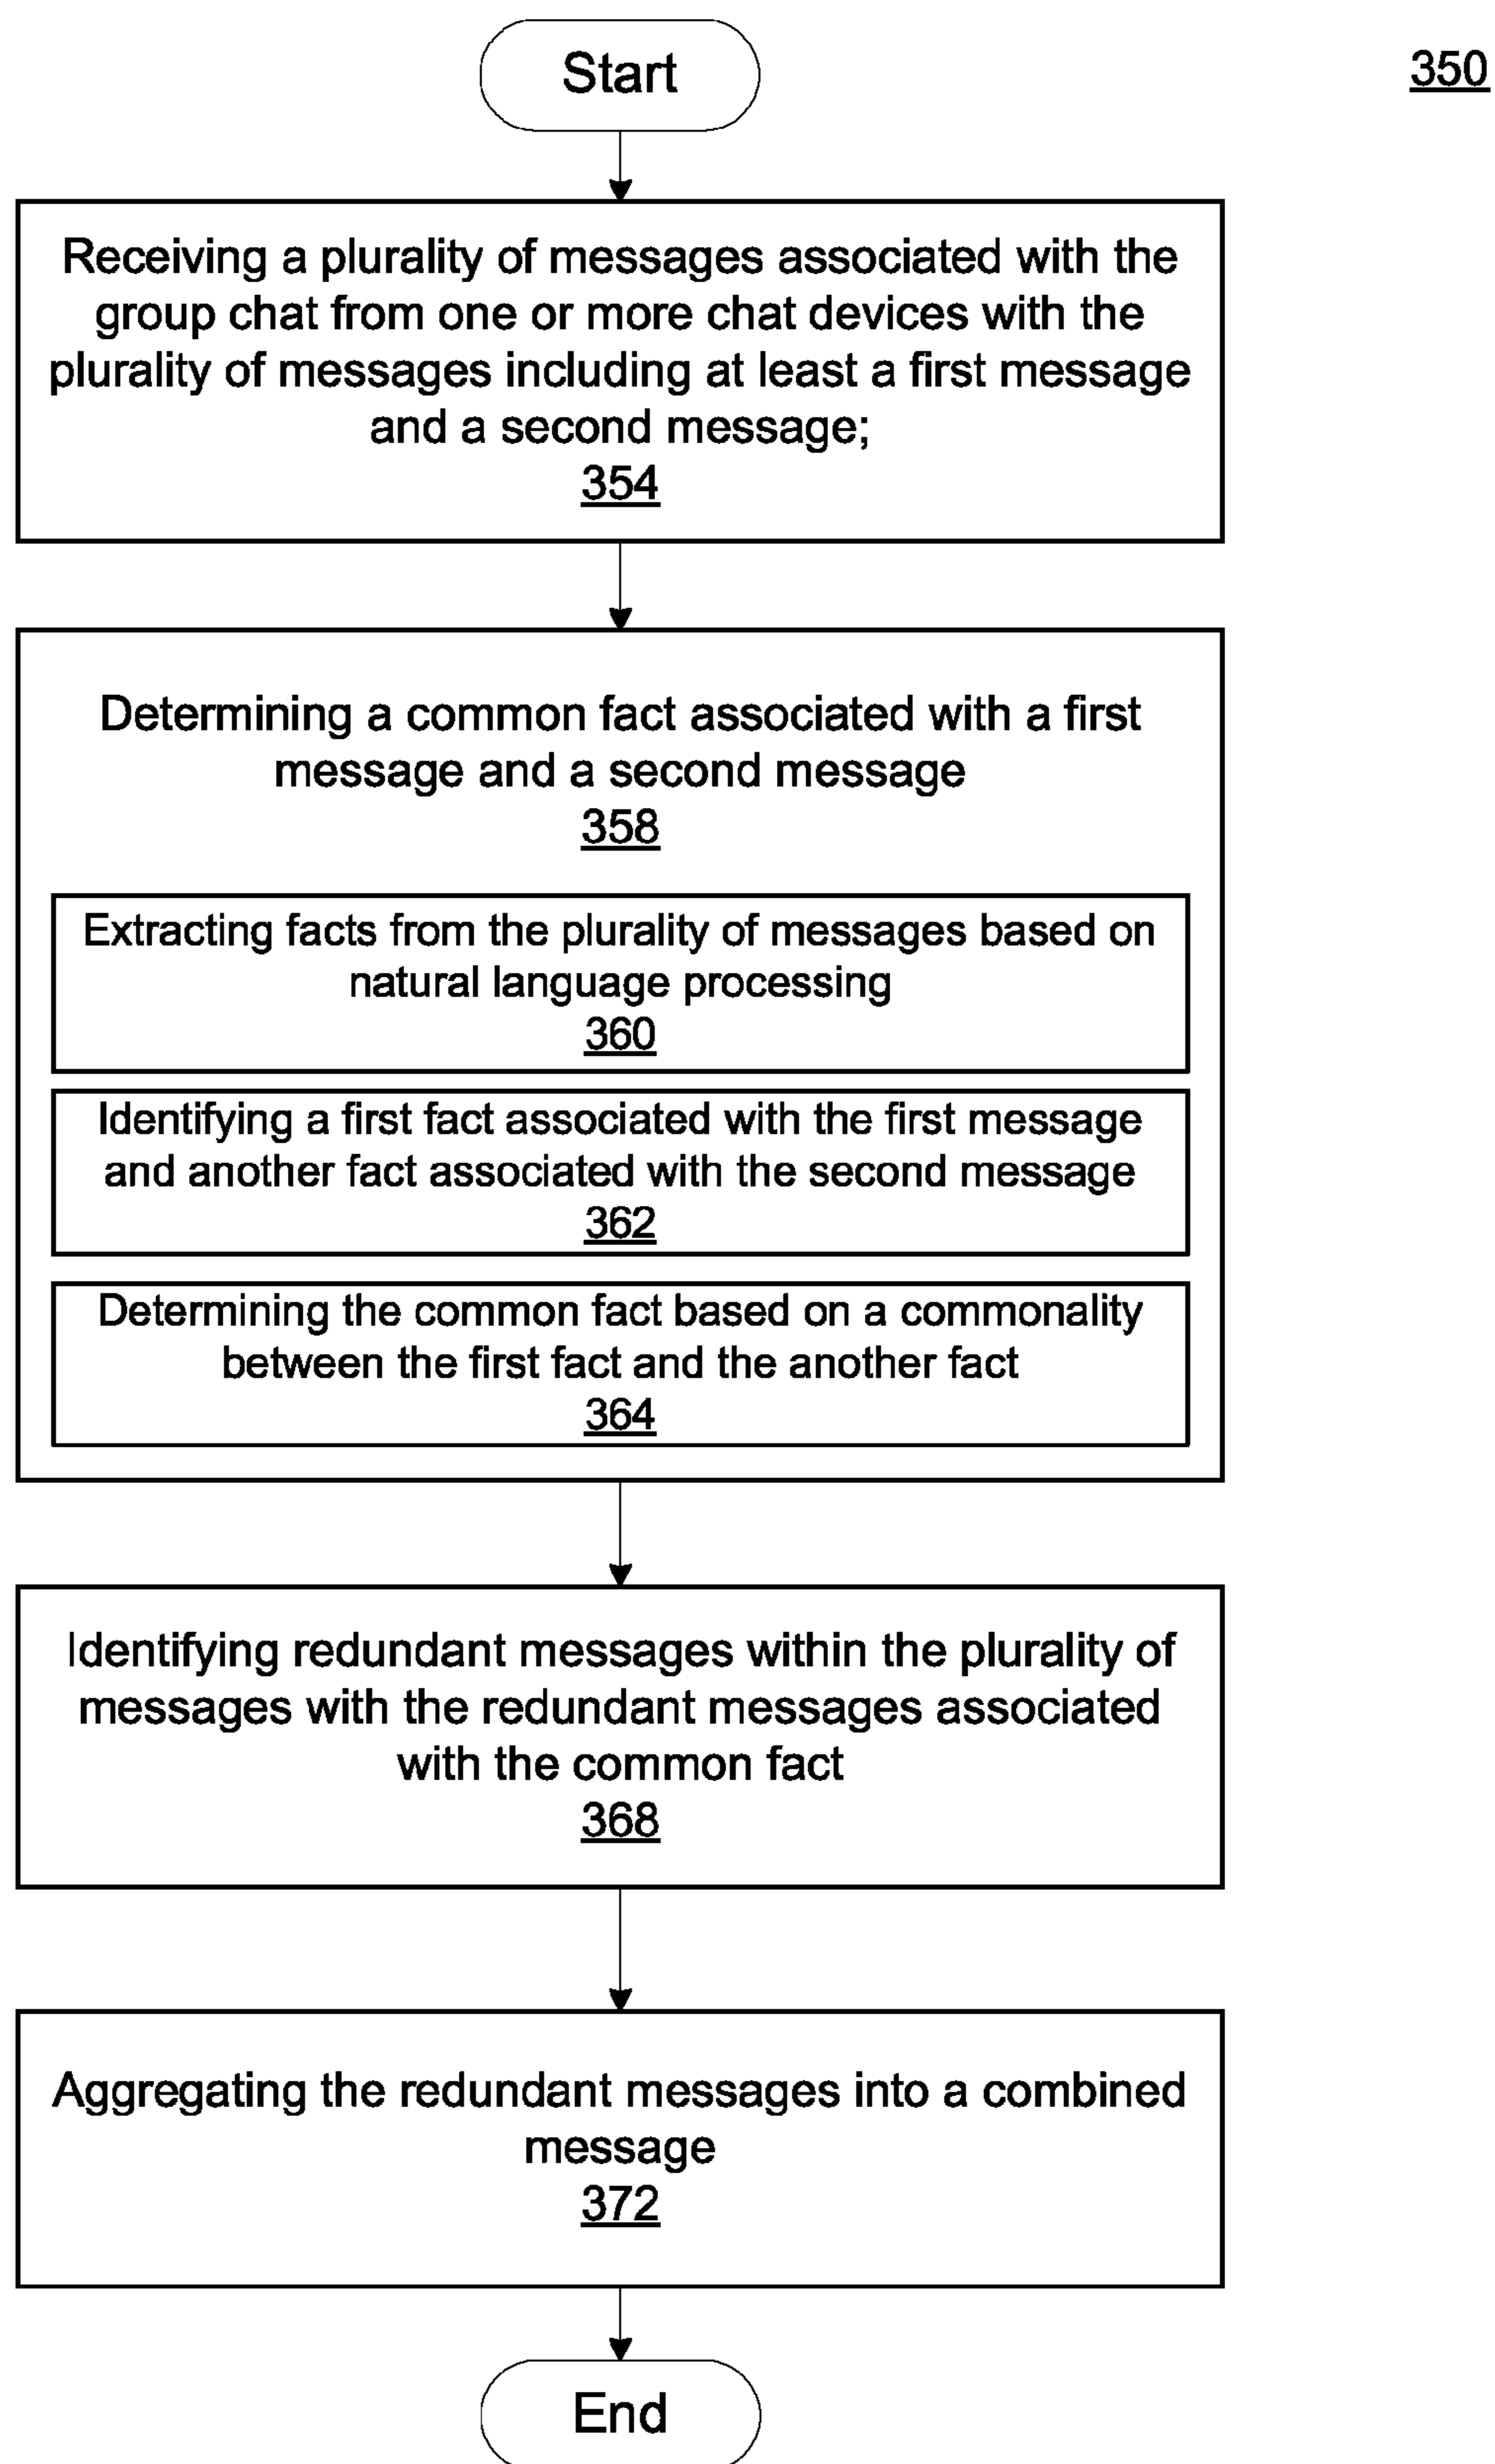 Start
350
Receiving a plurality of messages associated with the
group chat from one or more chat devices with the
plurality of messages including at least a first message
and a second message;
354
Determining a common fact associated with a first
message and a second message
358
Extracting facts from the plurality of messages based on
natural language processing
360
Identifying a first fact associated with the first message
and another fact associated with the second message
362
Determining the common fact based on a commonality
between the first fact and the another fact
364
Identifying redundant messages within the plurality of
messages with the redundant messages associated
with the common fact
368
Aggregating the redundant messages into a combined
message
372
End